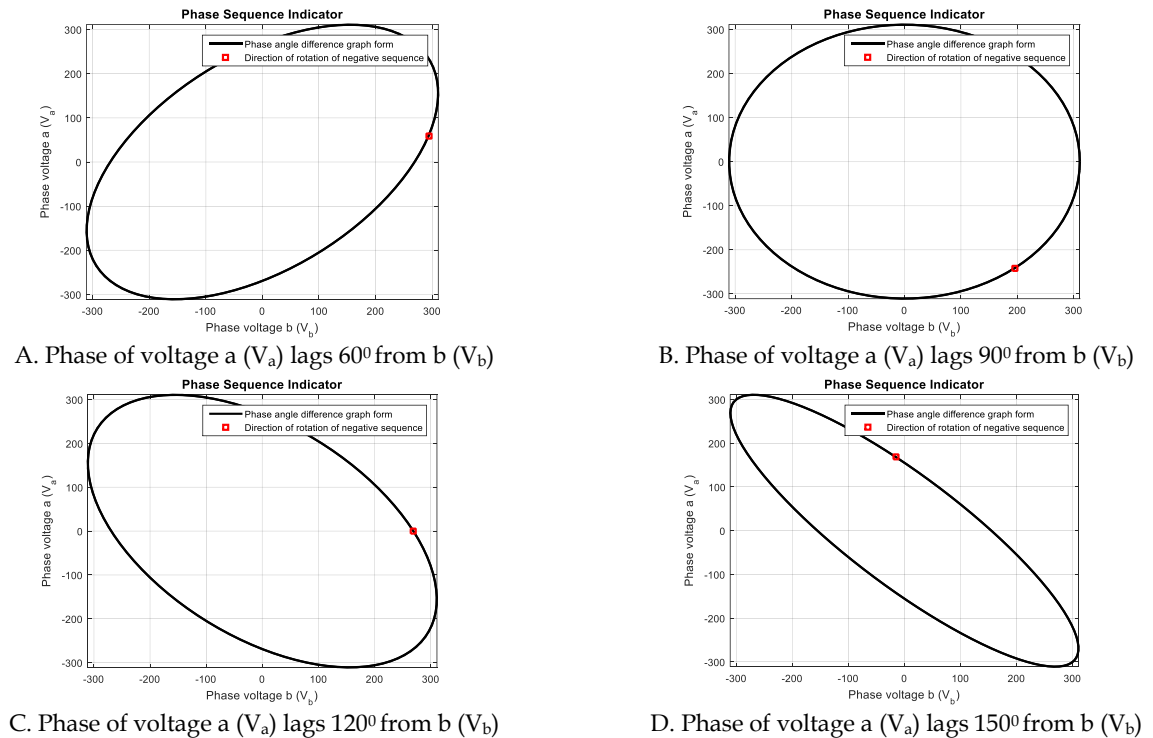 Phase Sequence Indicator
Phase angle difference graph form
Direction of rotation of negative sequence
300
200
100
0
-100
-200
-300
Phase voltage a (Vₐ)
-300 -200 -100 0 100 200 300
Phase voltage b (V_b)
A. Phase of voltage a (Vₐ) lags 60⁰ from b (V_b)
Phase Sequence Indicator
Phase angle difference graph form
Direction of rotation of negative sequence
300
200
100
0
-100
-200
-300
Phase voltage a (Vₐ)
-300 -200 -100 0 100 200 300
Phase voltage b (V_b)
B. Phase of voltage a (Vₐ) lags 90⁰ from b (V_b)
Phase Sequence Indicator
Phase angle difference graph form
Direction of rotation of negative sequence
300
200
100
0
-100
-200
-300
Phase voltage a (Vₐ)
-300 -200 -100 0 100 200 300
Phase voltage b (V_b)
C. Phase of voltage a (Vₐ) lags 120⁰ from b (V_b)
Phase Sequence Indicator
Phase angle difference graph form
Direction of rotation of negative sequence
300
200
100
0
-100
-200
-300
Phase voltage a (Vₐ)
-300 -200 -100 0 100 200 300
Phase voltage b (V_b)
D. Phase of voltage a (Vₐ) lags 150⁰ from b (V_b)